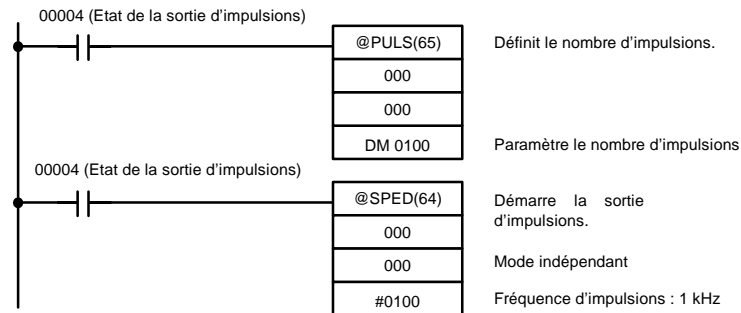 00004 (Etat de la sortie d'impulsions)
@PULS(65)
Définit le nombre d'impulsions.
000
000
DM 0100
Paramètre le nombre d'impulsions
00004 (Etat de la sortie d'impulsions)
@SPED(64)
Démarre la sortie
d'impulsions.
000
000
Mode indépendant
#0100
Fréquence d'impulsions : 1 kHz